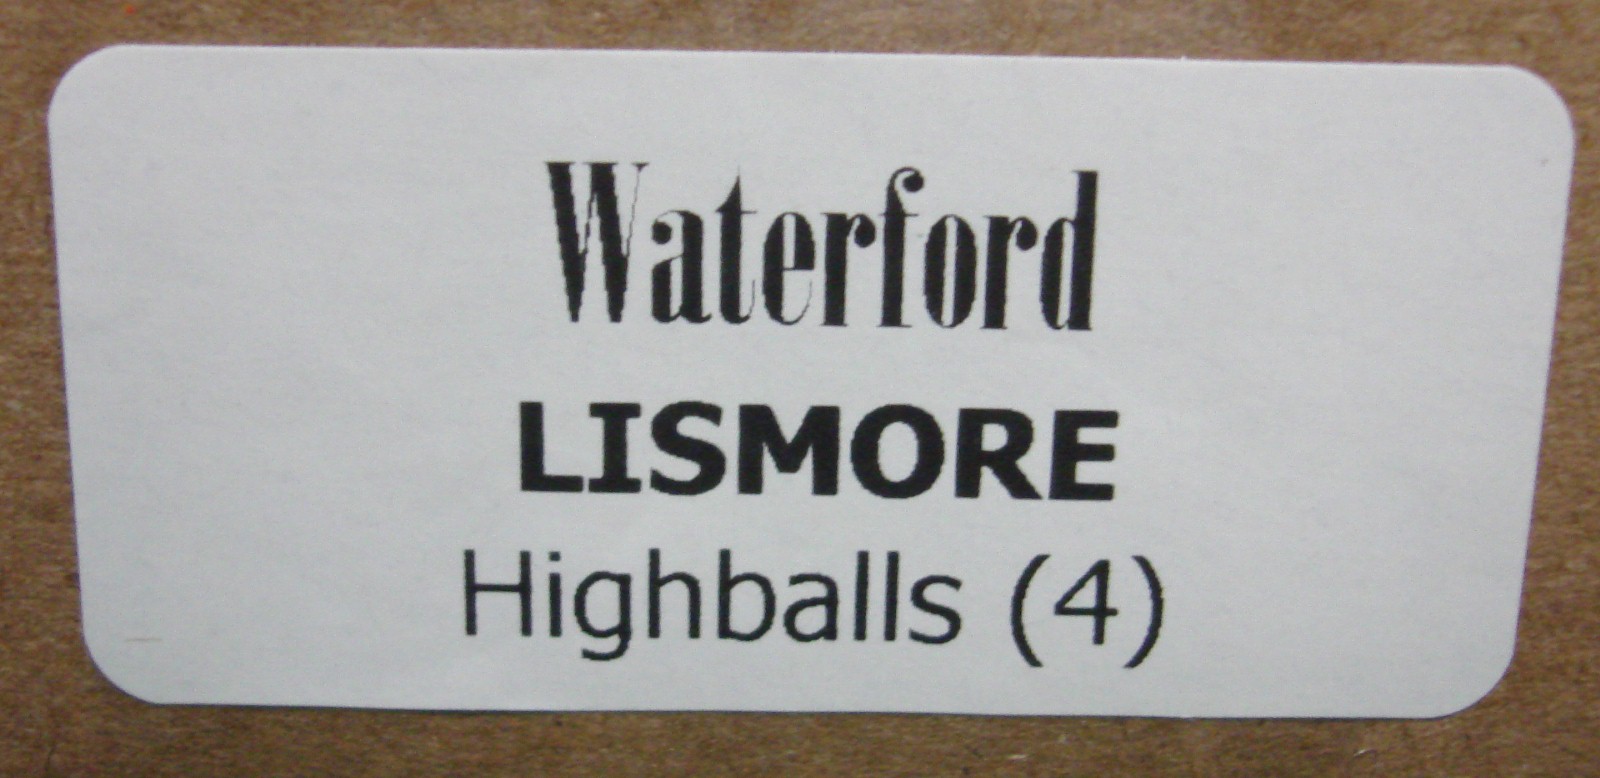 Waterford
LISMORE
Highballs (4)